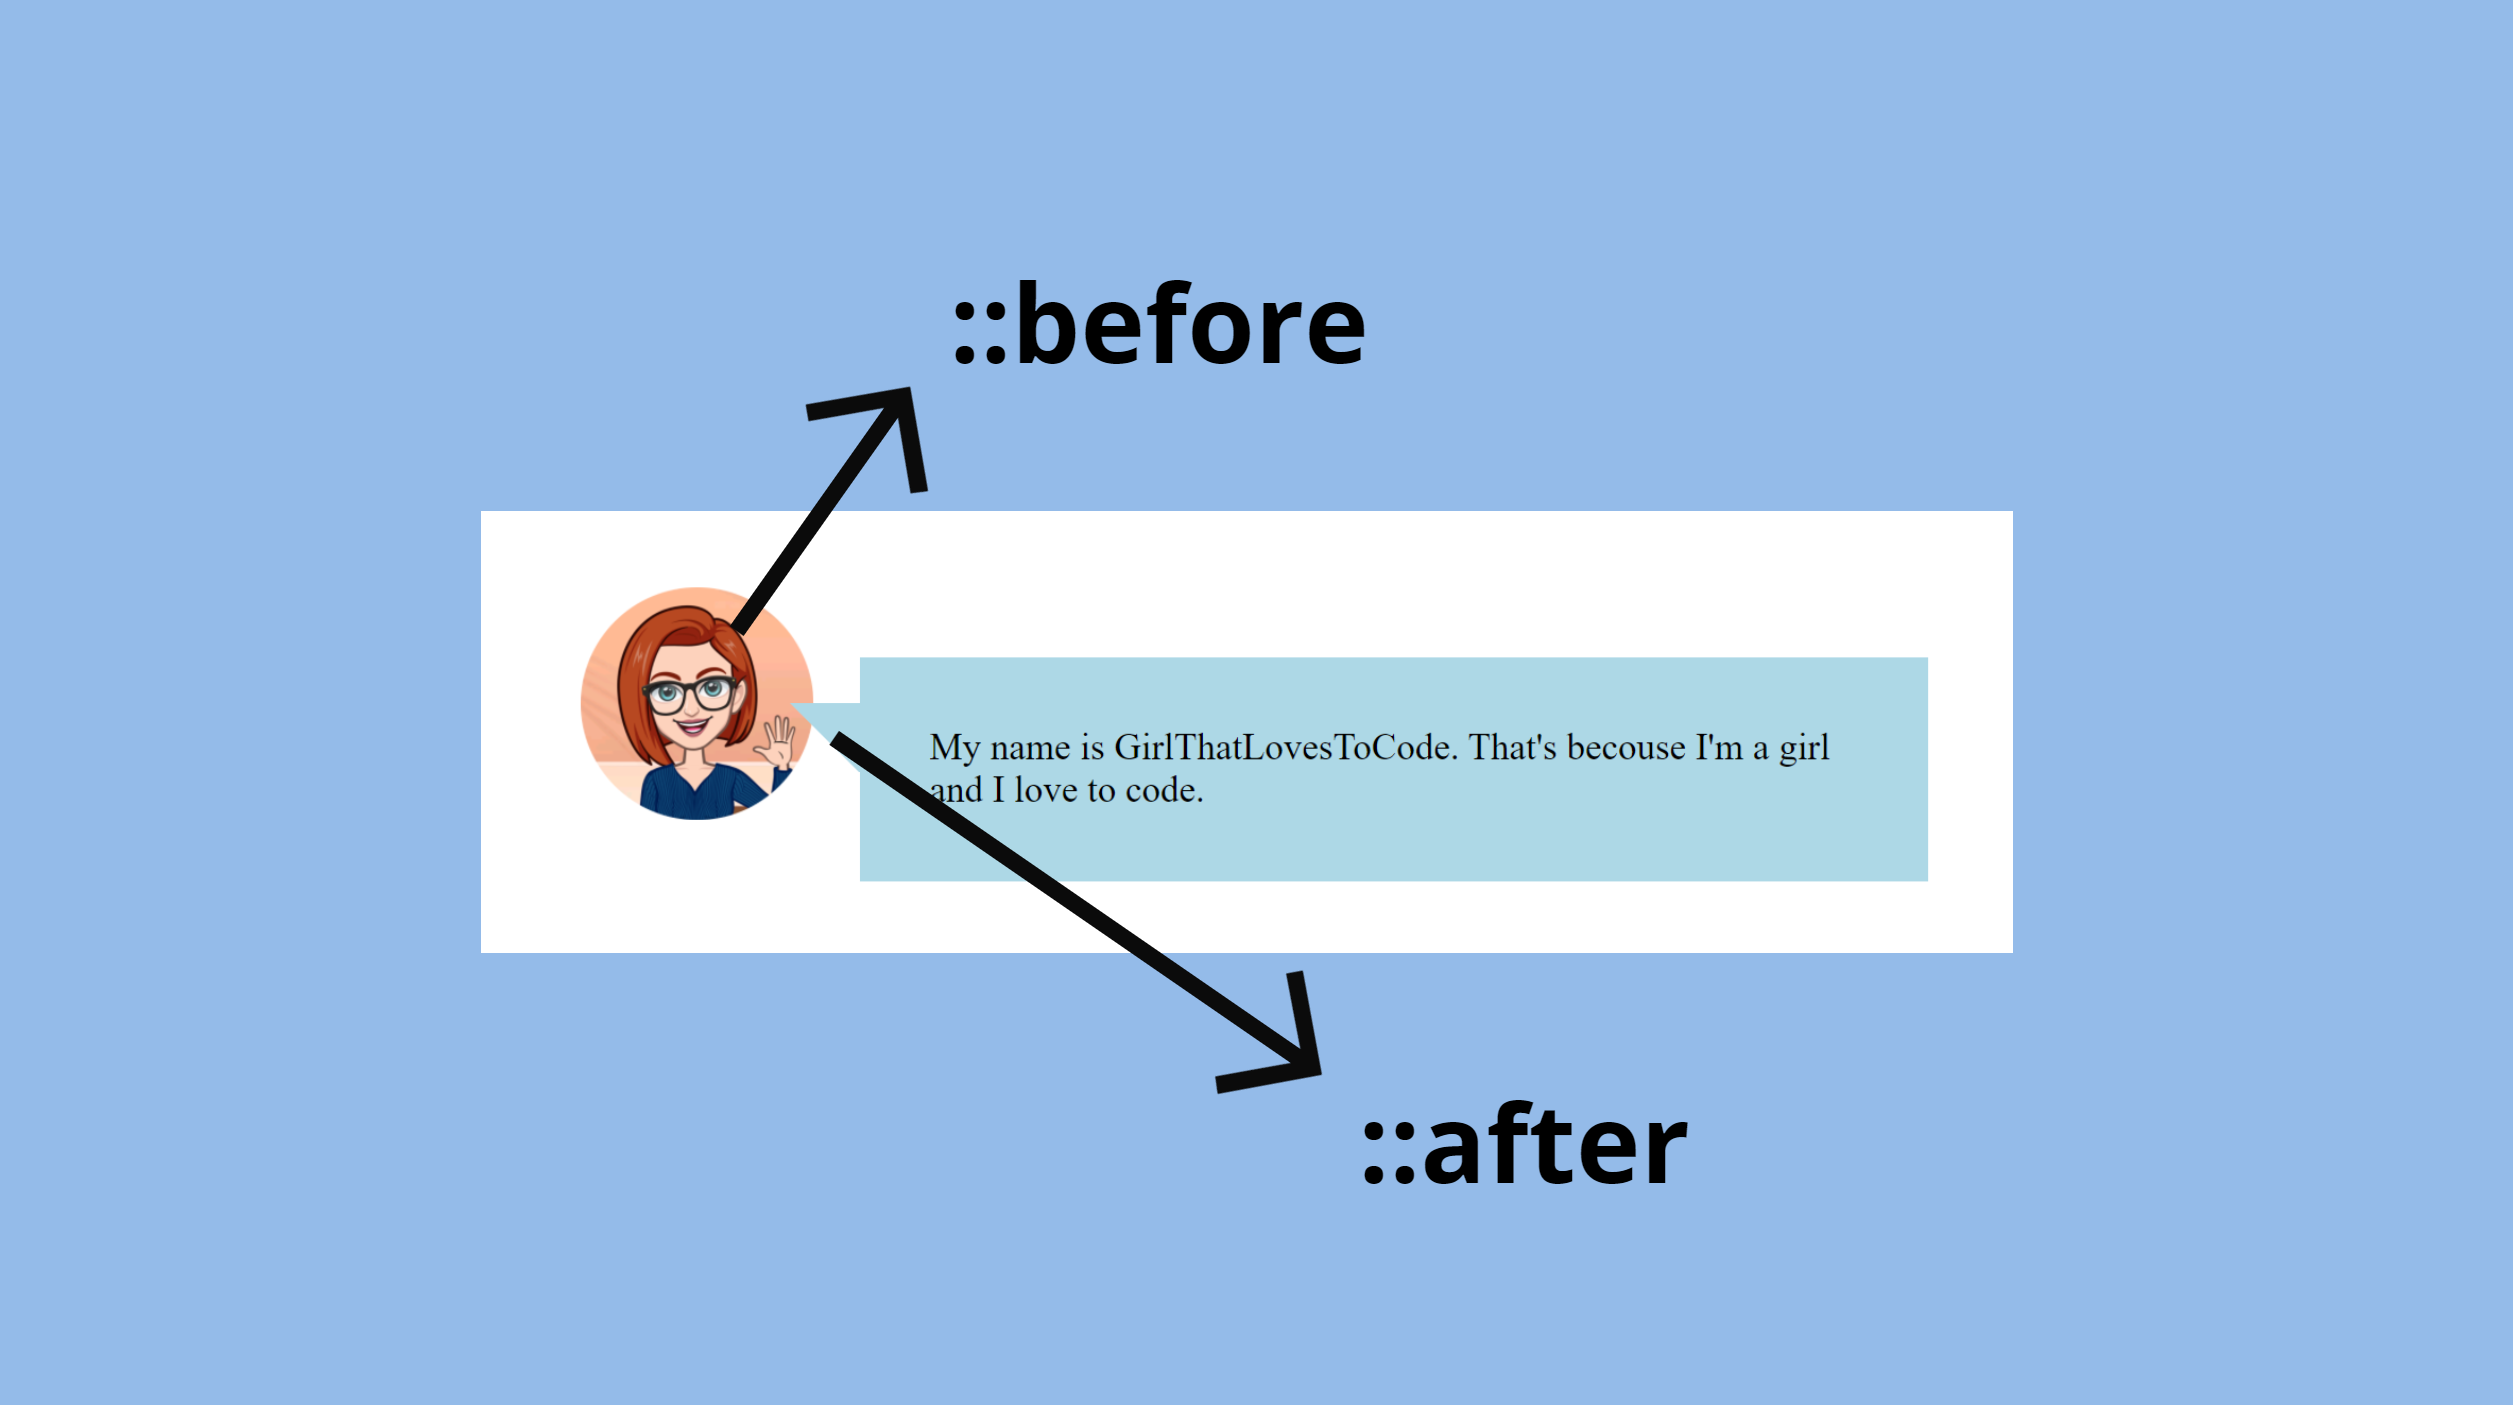 ::before
My name is GirlThatLovesToCode. That's becouse I'm a girl
and I love to code.
::after